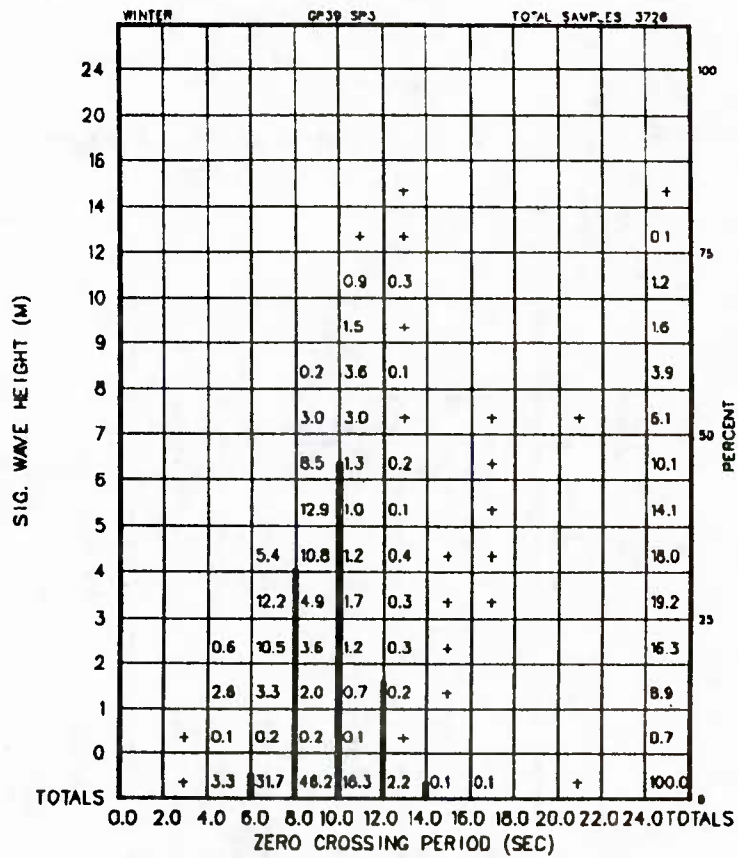 WINTER GP39 SP3 TOTAL SAMPLES 3726
24 100
20
16
+ +
14
+ + 0.1
12 75
0.9 0.3 1.2
10
1.5 + 1.6
9
0.2 3.6 0.1 3.9
8
3.0 3.0 + + + 6.1
7 50
8.5 1.3 0.2 + 10.1
6
12.9 1.0 0.1 + 14.1
5
5.4 10.8 1.2 0.4 + + 18.0
4
12.2 4.9 1.7 0.3 + + 19.2
3 25
0.6 10.5 3.6 1.2 0.3 + 16.3
2
2.6 3.3 2.0 0.7 0.2 + 8.9
1
+ 0.1 0.2 0.2 0.1 + 0.7
0
+ 3.3 31.7 46.2 16.3 2.2 0.1 0.1 + 100.0
TOTALS 0
0.0 2.0 4.0 6.0 8.0 10.0 12.0 14.0 16.0 18.0 20.0 22.0 24.0 TOTALS
ZERO CROSSING PERIOD (SEC)
SIG. WAVE HEIGHT (M)
PERCENT